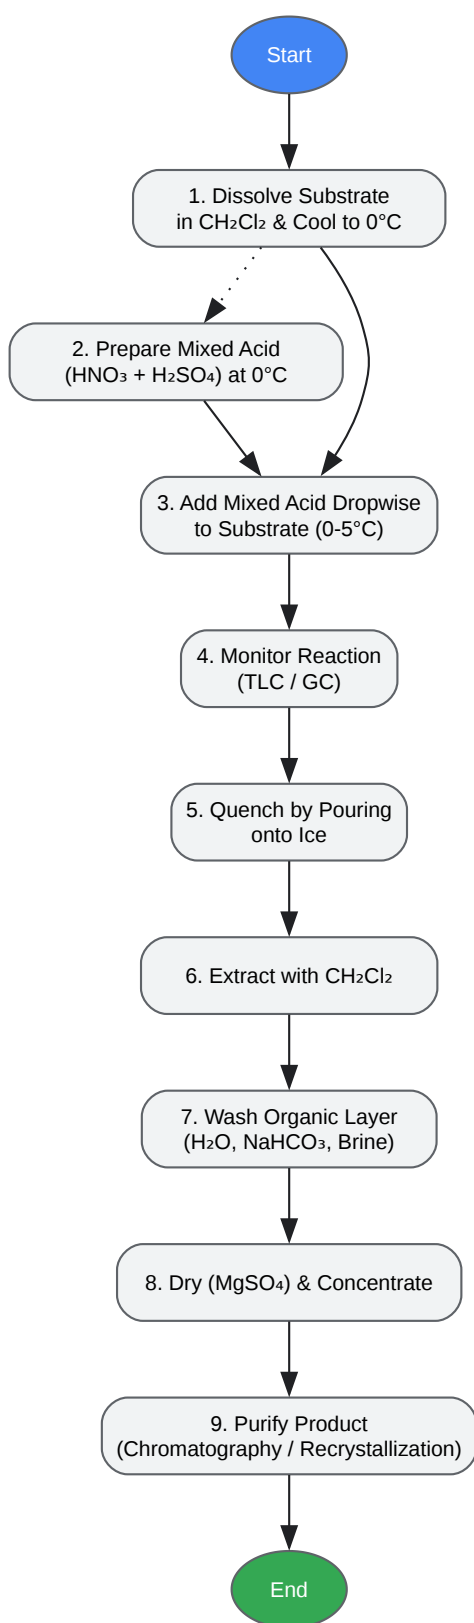 Start
1. Dissolve Substrate
in CH₂Cl₂ & Cool to 0°C
2. Prepare Mixed Acid
(HNO₃ + H₂SO₄) at 0°C
3. Add Mixed Acid Dropwise
to Substrate (0-5°C)
4. Monitor Reaction
(TLC / GC)
5. Quench by Pouring
onto Ice
6. Extract with CH₂Cl₂
7. Wash Organic Layer
(H₂O, NaHCO₃, Brine)
8. Dry (MgSO₄) & Concentrate
9. Purify Product
(Chromatography / Recrystallization)
End